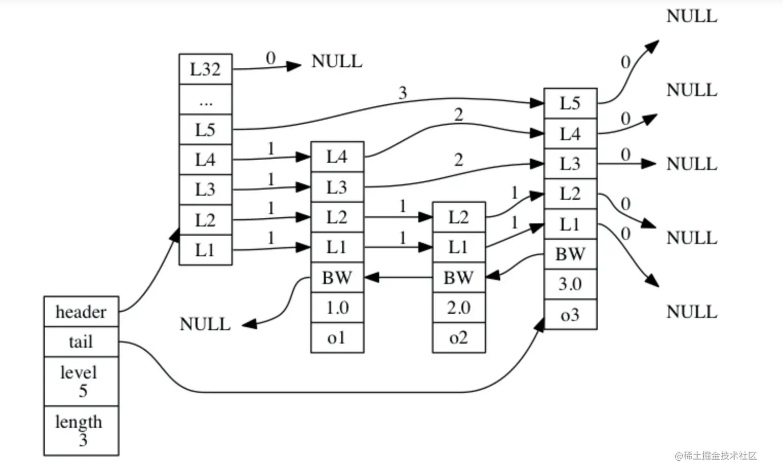 NULL
L32
0
NULL
...
L5
3
L4
1
L3
1
L2
1
L1
1
L4
2
L3
2
L2
1
L1
1
BW
1.0
o1
NULL
L2
1
L1
1
BW
2.0
o2
L5
0
L4
0
NULL
L3
0
NULL
L2
0
NULL
L1
0
NULL
BW
3.0
o3
header
tail
level
5
length
3
@稀土掘金技术社区